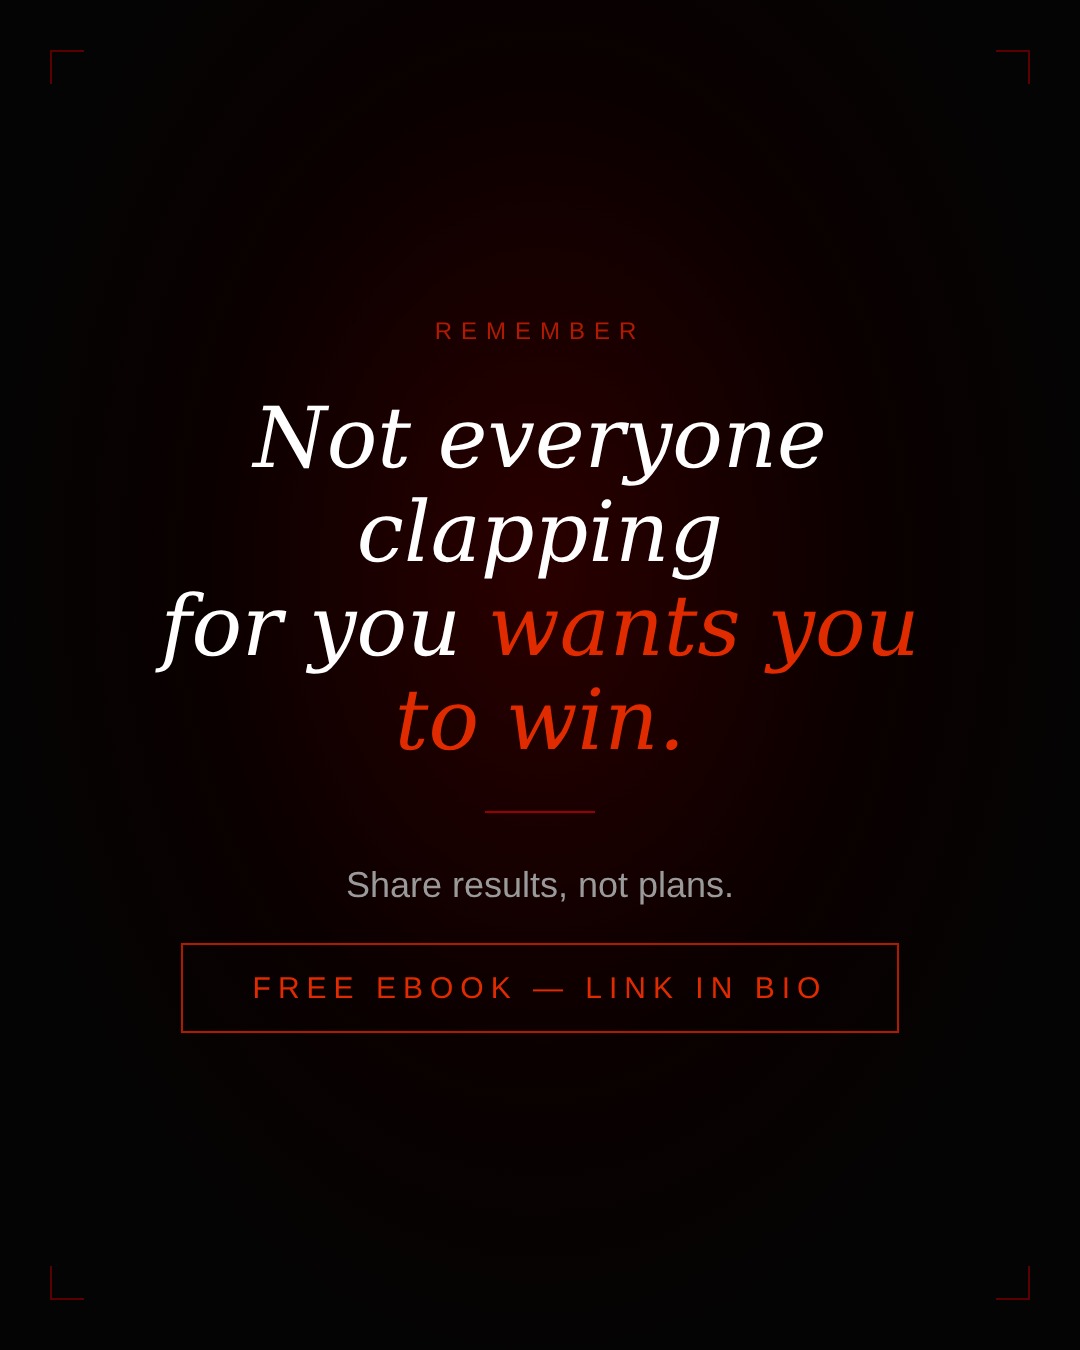 REMEMBER
Not everyone
clapping
for you wants you
to win.
Share results, not plans.
FREE EBOOK — LINK IN BIO